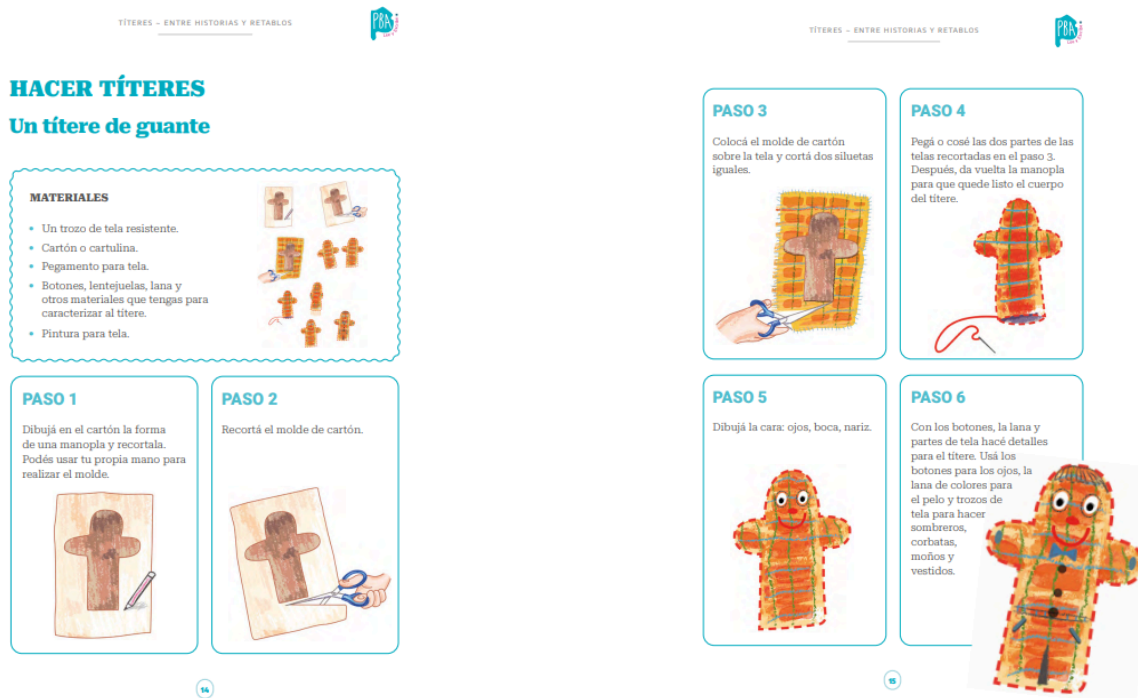 TÍTERES – ENTRE HISTORIAS Y RETABLOS
PBA
HACER TÍTERES
Un títere de guante
MATERIALES
• Un trozo de tela resistente.
• Cartón o cartulina.
• Pegamento para tela.
• Botones, lentejuelas, lana y
otros materiales que tengas para
caracterizar al títere.
• Pintura para tela.
PASO 1
Dibujá en el cartón la forma
de una manopla y recortala.
Podés usar tu propia mano para
realizar el molde.
PASO 2
Recortá el molde de cartón.
14
TÍTERES – ENTRE HISTORIAS Y RETABLOS
PBA
PASO 3
Colocá el molde de cartón
sobre la tela y cortá dos siluetas
iguales.
PASO 4
Pegá o cosé las dos partes de las
telas recortadas en el paso 3.
Después, da vuelta la manopla
para que quede listo el cuerpo
del títere.
PASO 5
Dibujá la cara: ojos, boca, nariz.
PASO 6
Con los botones, la lana y
partes de tela hacé detalles
para el títere. Usá los
botones para los ojos, la
lana de colores para
el pelo y trozos de
tela para hacer
sombreros,
corbatas,
moños y
vestidos.
15